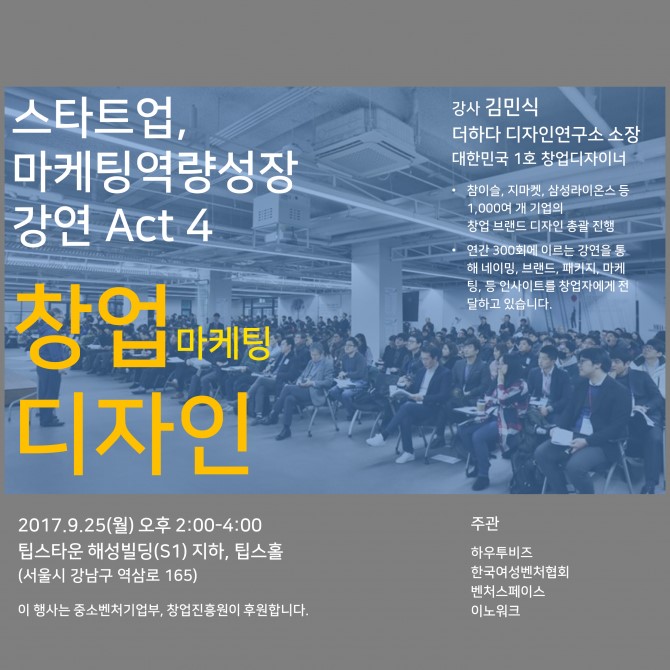 스타트업,
마케팅역량성장
강연 Act 4
창업마케팅
디자인
강사 김민식
더하다 디자인연구소 소장
대한민국 1호 창업디자이너
• 참이슬, 지마켓, 삼성라이온스 등
1,000여 개 기업의
창업 브랜드 디자인 총괄 진행
• 연간 300회에 이르는 강연을 통
해 네이밍, 브랜드, 패키지, 마케
팅, 등 인사이트를 창업자에게 전
달하고 있습니다.
2017.9.25(월) 오후 2:00-4:00
팁스타운 해성빌딩(S1) 지하, 팁스홀
(서울시 강남구 역삼로 165)
이 행사는 중소벤처기업부, 창업진흥원이 후원합니다.
주관
하우투비즈
한국여성벤처협회
벤처스페이스
이노워크